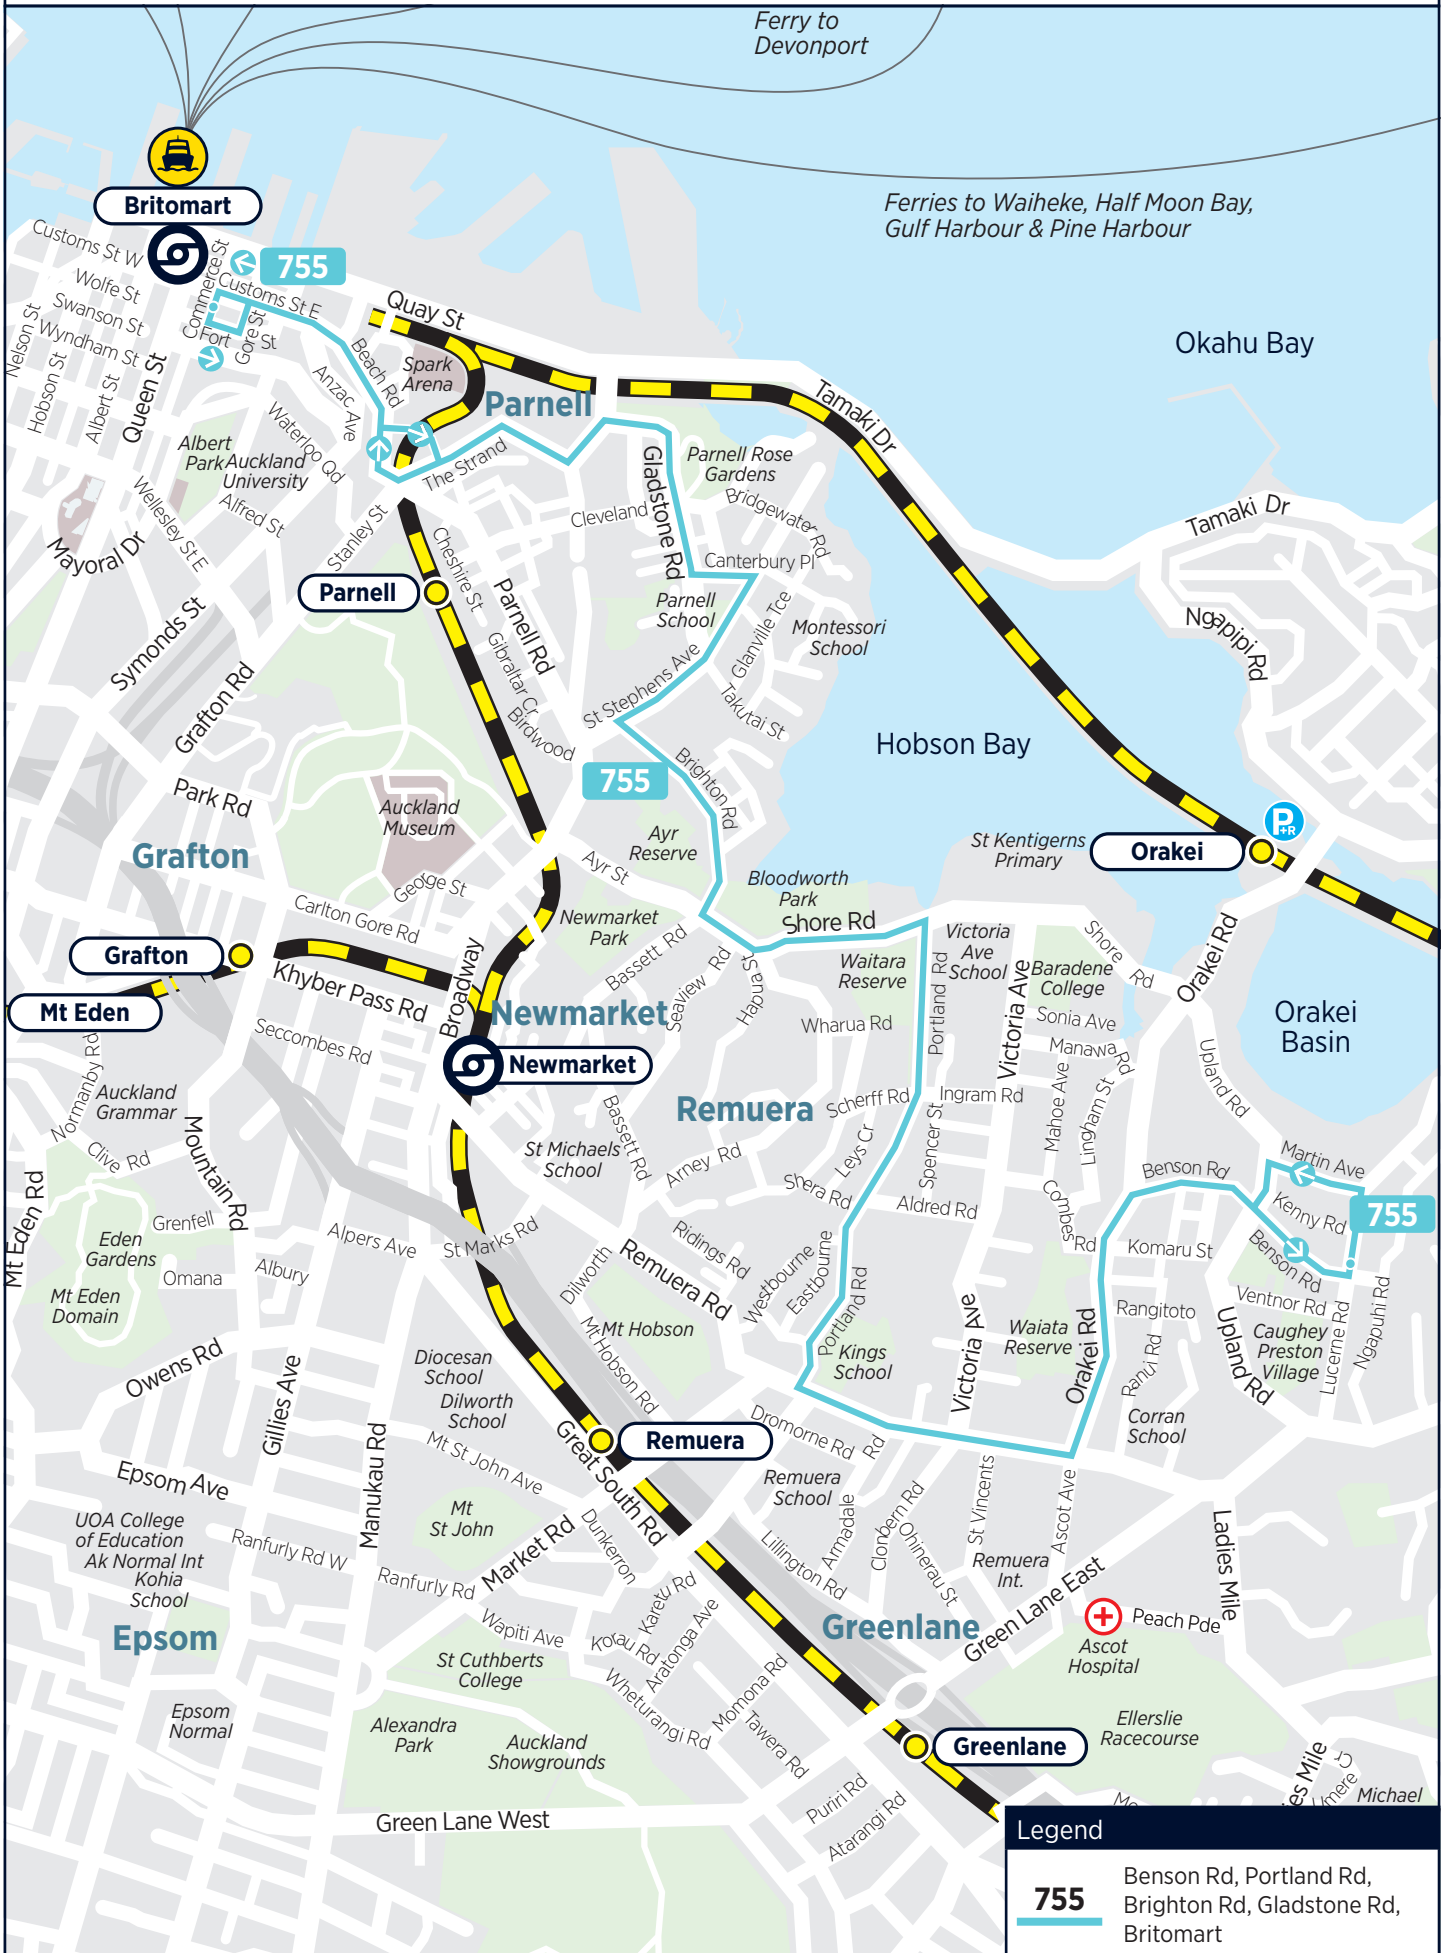 Ferry to
Devonport
Britomart
Ferries to Waiheke, Half Moon Bay,
Gulf Harbour & Pine Harbour
Customs St W
Commerce St
755
Wolfe St
Customs St E
Swanson St
Quay St
Nelson St
Wyndham St
Fort St
Gore St
Okahu Bay
Hobson St
Albert St
Queen St
Anzac Ave
Beach Rd
Spark
Arena
Parnell
Tamaki Dr
Albert
Park
Auckland
University
Waterloo Qd
The Strand
Gladstone Rd
Parnell Rose
Gardens
Wellesley St E
Alfred St
Stanley St
Cleveland
Bridgewater Rd
Tamaki Dr
Mayoral Dr
Cheshire St
Canterbury Pl
Parnell
Parnell Rd
Parnell
School
Glanville Tce
Montessori
School
Ngapipi Rd
Symonds St
Gibraltar Cr
St Stephens Ave
Takutai St
Grafton Rd
Birdwood
Hobson Bay
755
Brighton Rd
Park Rd
Auckland
Museum
Ayr
Reserve
St Kentigerns
Primary
Orakei
P
+R
Grafton
George St
Ayr St
Bloodworth
Park
Carlton Gore Rd
Newmarket
Park
Shore Rd
Victoria
Ave
School
Shore Rd
Orakei Rd
Grafton
Broadway
Bassett Rd
Seaview Rd
Hapua St
Waitara
Reserve
Portland Rd
Victoria Ave
Baradene
College
Khyber Pass Rd
Mt Eden
Newmarket
Wharua Rd
Sonia Ave
Orakei
Basin
Seccombes Rd
Manawa Rd
Normanby Rd
Newmarket
Upland Rd
Auckland
Grammar
Remuera
Scherff Rd
Ingram Rd
Mahoe Ave
Lingham St
Mountain Rd
Bassett Rd
St Michaels
School
Leys Cr
Spencer St
Clive Rd
Arney Rd
Benson Rd
Martin Ave
Mt Eden Rd
Shera Rd
Aldred Rd
Combes Rd
Kenny Rd
755
Grenfell
Eden
Gardens
Alpers Ave
St Marks Rd
Ridings Rd
Komaru St
Benson Rd
Omana
Albury
Dilworth
Remuera Rd
Westbourne
Eastbourne
Portland Rd
Mt Eden
Domain
Ventnor Rd
Rangitoto
Mt Hobson
Mt Hobson Rd
Kings
School
Victoria Ave
Waiata
Reserve
Orakei Rd
Ranui Rd
Upland Rd
Caughey
Preston
Village
Lucerne Rd
Ngapuhi Rd
Owens Rd
Diocesan
School
Dilworth
School
Gillies Ave
Dromorne Rd
Rd
Corran
School
Manukau Rd
Mt St John Ave
Great South Rd
Remuera
Epsom Ave
Remuera
School
St Vincents
Ascot Ave
Mt
St John
Armadale
Clonbern Rd
UOA College
of Education
Ak Normal Int
Kohia
School
Ranfurly Rd W
Market Rd
Dunkerron
Lillington Rd
Ohinerau St
Remuera
Int.
Ladies Mile
Ranfurly Rd
Karetu Rd
Green Lane East
Epsom
Wapiti Ave
Korau Rd
Aratonga Ave
Greenlane
Peach Pde
Ascot
Hospital
St Cuthberts
College
Wheturangi Rd
Momona Rd
Epsom
Normal
Alexandra
Park
Auckland
Showgrounds
Tawera Rd
Ellerslie
Racecourse
Greenlane
ies Mile
Cr
Michael
Puriri Rd
Green Lane West
Atarangi Rd
Legend
755
Benson Rd, Portland Rd,
Brighton Rd, Gladstone Rd,
Britomart